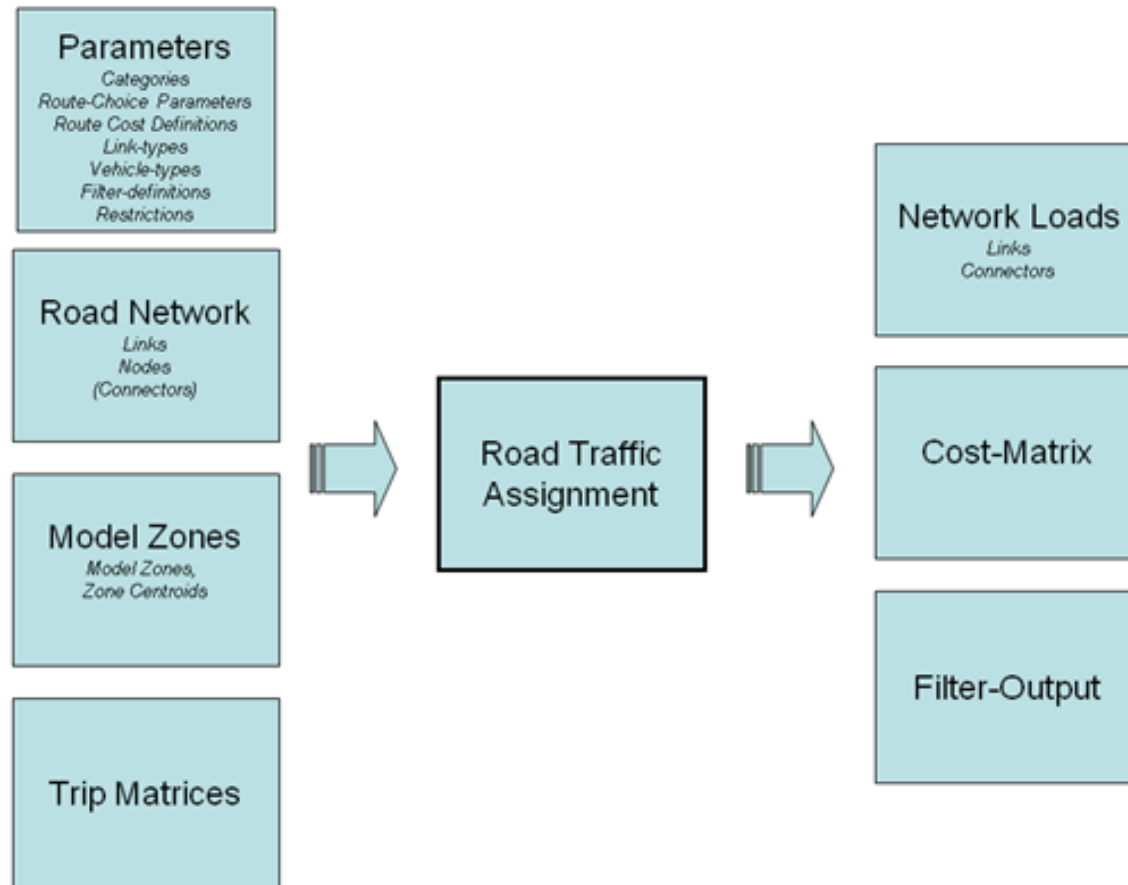 Parameters
Categories
Route-Choice Parameters
Route Cost Definitions
Link-types
Vehicle-types
Filter-definitions
Restrictions
Road Network
Links
Nodes
(Connectors)
Model Zones
Model Zones,
Zone Centroids
Trip Matrices
Road Traffic
Assignment
Network Loads
Links
Connectors
Cost-Matrix
Filter-Output